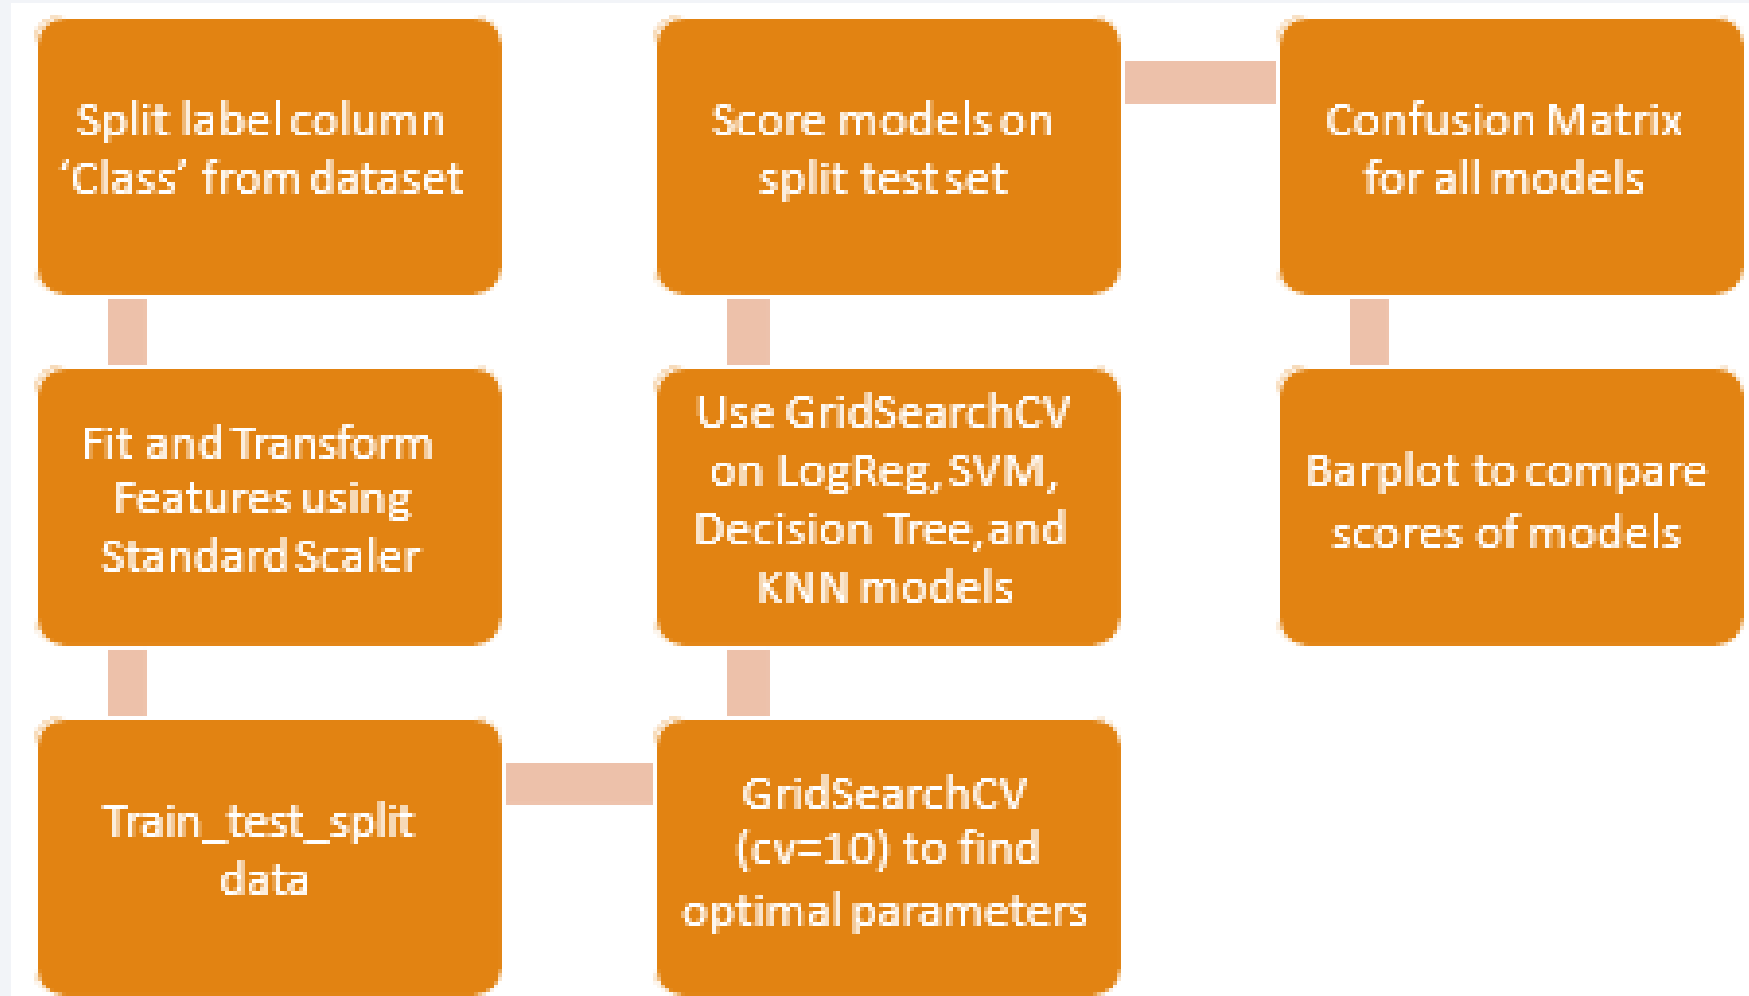 Split label column
‘Class’ from dataset
Fit and Transform
Features using
Standard Scaler
Train_test_split
data
GridSearchCV
(cv=10) to find
optimal parameters
Use GridSearchCV
on LogReg, SVM,
Decision Tree, and
KNN models
Score models on
split test set
Confusion Matrix
for all models
Barplot to compare
scores of models